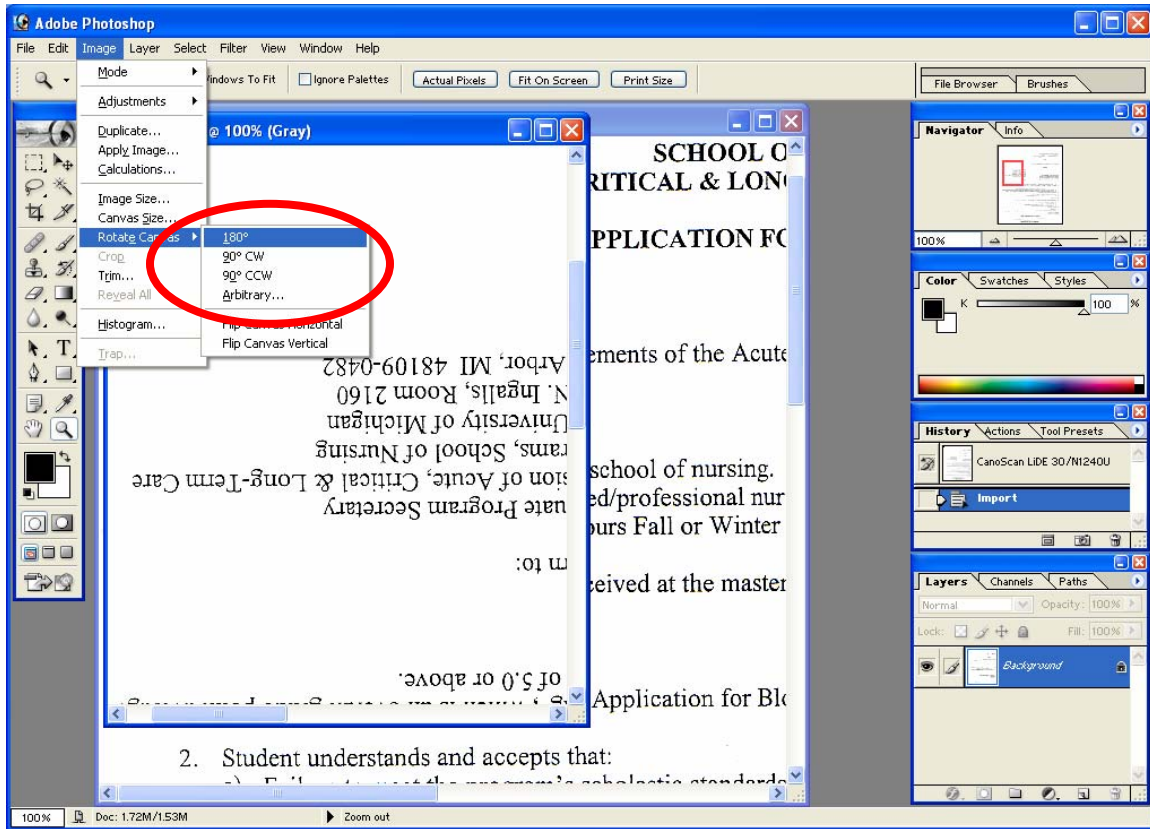 Adobe Photoshop
File Edit Image Layer Select Filter View Window Help
Windows To Fit Ignore Palettes Actual Pixels Fit On Screen Print Size
File Browser Brushes
Mode
Adjustments
Duplicate...
Apply Image...
Calculations...
Image Size...
Canvas Size...
Rotate Canvas
Crop
Trim...
Reveal All
Histogram...
Trap...
180°
90° CW
90° CCW
Arbitrary...
Flip Canvas Horizontal
Flip Canvas Vertical
@ 100% (Gray)
of 5.0 or above.
rm to:
uate Program Secretary
sion of Acute, Critical & Long-Term Care
rams, School of Nursing
University of Michigan
N. Ingalls, Room 2160
Arbor, MI 48109-0482
SCHOOL O
RITICAL & LON
PPLICATION FO
ements of the Acute
school of nursing.
ed/professional nur
ours Fall or Winter
ceived at the master
Application for Blo
2. Student understands and accepts that:
Navigator Info
100%
Color Swatches Styles
K 100 %
History Actions Tool Presets
CanoScan LiDE 30/N1240U
Import
Layers Channels Paths
Normal Opacity: 100%
Lock: Fill: 100%
Background
100% Doc: 1.72M/1.53M Zoom out